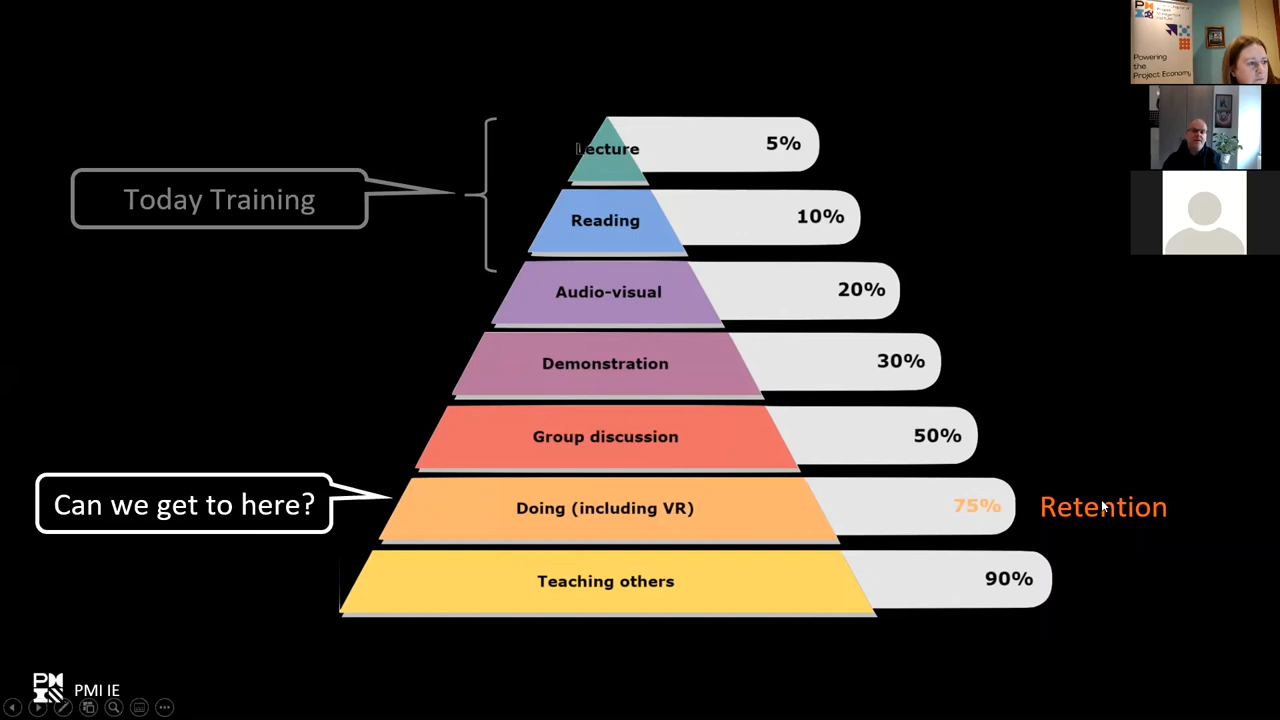 Lecture
5%
Today Training
Reading
10%
Audio-visual
20%
Demonstration
30%
Group discussion
50%
Can we get to here?
Doing (including VR)
75%
Retention
Teaching others
90%
PMI IE
Powering
the
Project Economy